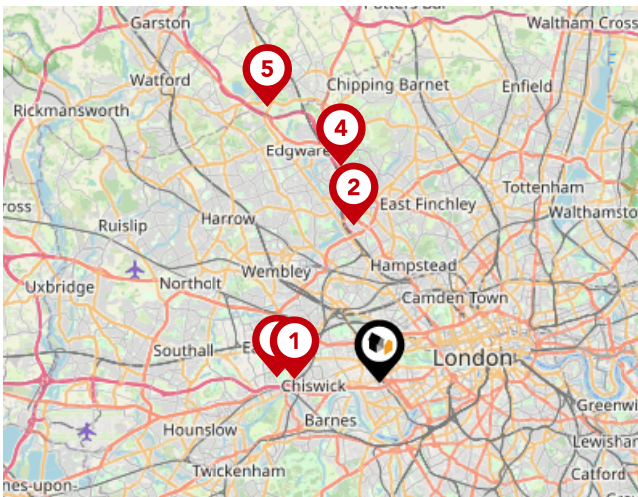 Potters Bar
Garston
Waltham Cross
5
Watford
Chipping Barnet
Enfield
Rickmansworth
4
Edgware
2
Tottenham
East Finchley
ross
Harrow
Walthamsto
Ruislip
Wembley
Hampstead
Uxbridge
Northolt
Camden Town
1
Southall
Ea
London
Chiswick
Barnes
Greenwi
Hounslow
Lewisham
Twickenham
Catford
nes-upon-